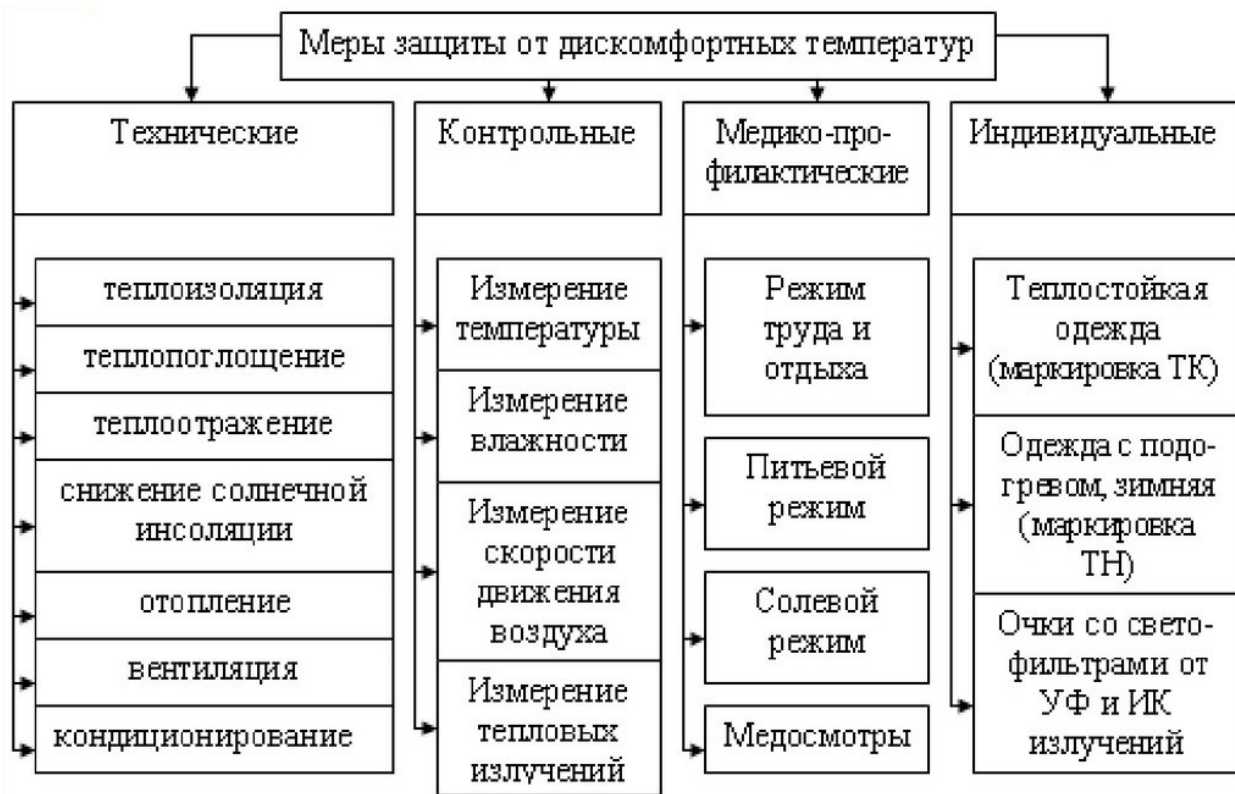 Меры защиты от дискомфортных температур
Технические
теплоизоляция
теплопоглощение
теплоотражение
снижение солнечной
инсоляции
отопление
вентиляция
кондиционирование
Контрольные
Измерение
температуры
Измерение
влажности
Измерение
скорости
движения
воздуха
Измерение
тепловых
излучений
Медико-про-
филактические
Режим
труда и
отдыха
Питьевой
режим
Солевой
режим
Медосмотры
Индивидуальные
Теплостойкая
одежда
(маркировка ТК)
Одежда с подо-
гревом, зимняя
(маркировка
ТН)
Очки со свето-
фильтрами от
УФ и ИК
излучений